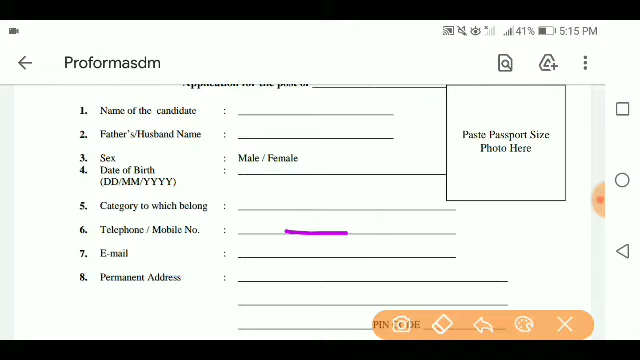 41% 5:15 PM
Proformasdm
Application for the post of
1. Name of the candidate :
2. Father's/Husband Name :
3. Sex : Male / Female
4. Date of Birth :
(DD/MM/YYYY)
Paste Passport Size
Photo Here
5. Category to which belong :
6. Telephone / Mobile No. :
7. E-mail :
8. Permanent Address :
PIN CODE